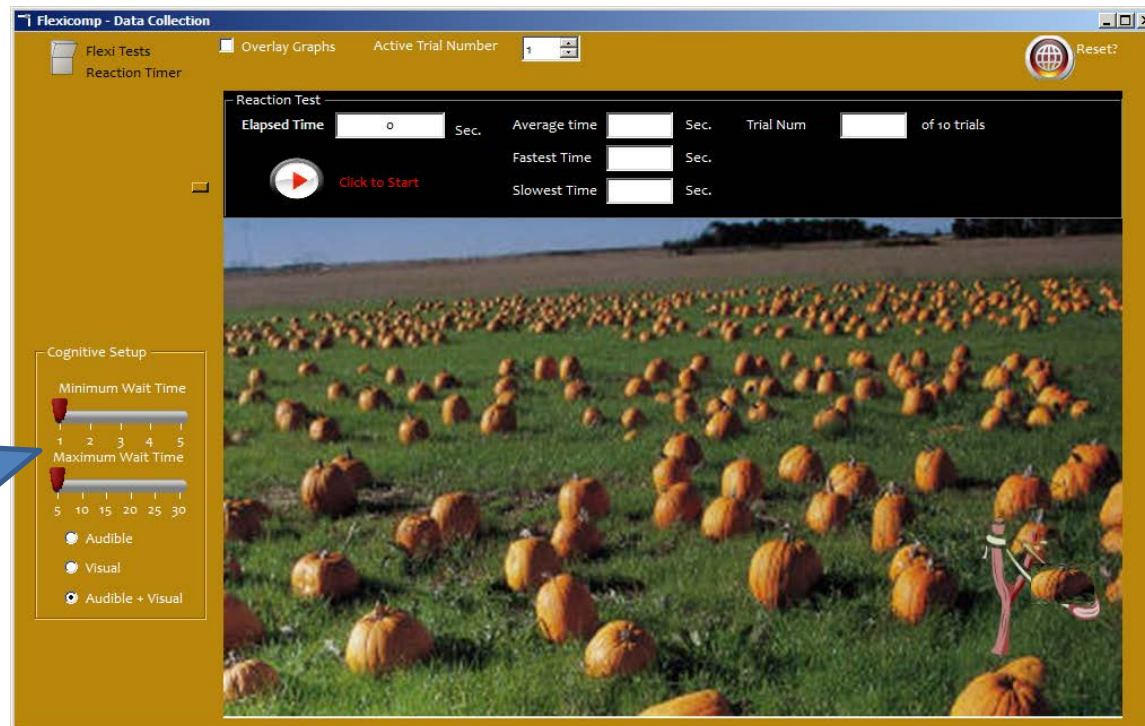 Flexicomp - Data Collection
Flexi Tests
Reaction Timer
Overlay Graphs Active Trial Number 1
Reset?
Reaction Test
Elapsed Time 0 Sec. Average time Sec. Trial Num of 10 trials
Fastest Time Sec.
Click to Start
Slowest Time Sec.
Cognitive Setup
Minimum Wait Time
1 2 3 4 5
Maximum Wait Time
5 10 15 20 25 30
Audible
Visual
Audible + Visual